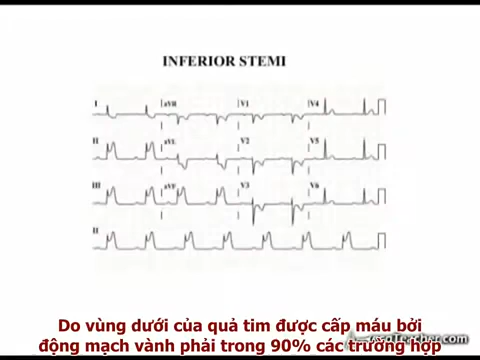 INFERIOR STEMI
I aVR V1 V4
II aVL V2 V5
III aVF V3 V6
II
Do vùng dưới của quả tim được cấp máu bởi
động mạch vành phải trong 90% các trường hợp